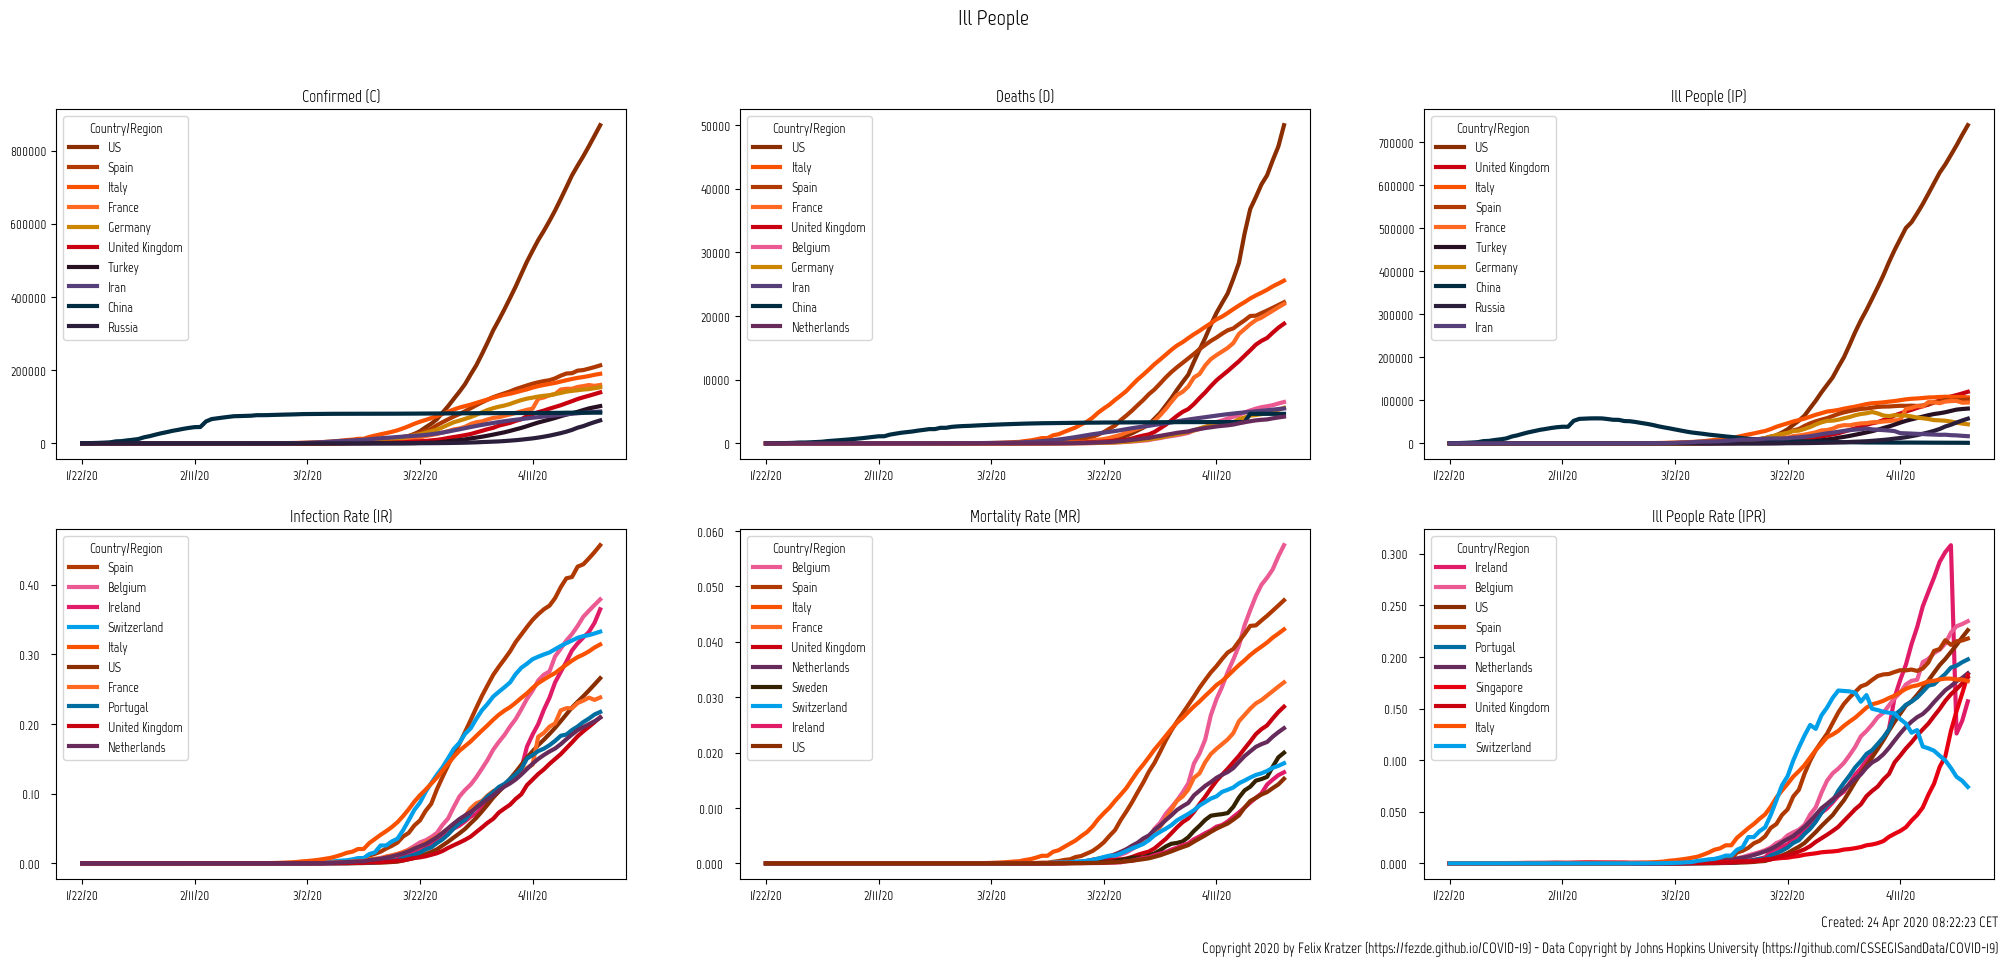 Ill People
Confirmed (C)
Country/Region
US
Spain
Italy
France
Germany
United Kingdom
Turkey
Iran
China
Russia
800000
600000
400000
200000
0
1/22/20 2/11/20 3/2/20 3/22/20 4/11/20
Deaths (D)
Country/Region
US
Italy
Spain
France
United Kingdom
Belgium
Germany
Iran
China
Netherlands
50000
40000
30000
20000
10000
0
1/22/20 2/11/20 3/2/20 3/22/20 4/11/20
Ill People (IP)
Country/Region
US
United Kingdom
Italy
Spain
France
Turkey
Germany
China
Russia
Iran
700000
600000
500000
400000
300000
200000
100000
0
1/22/20 2/11/20 3/2/20 3/22/20 4/11/20
Infection Rate (IR)
Country/Region
Spain
Belgium
Ireland
Switzerland
Italy
US
France
Portugal
United Kingdom
Netherlands
0.40
0.30
0.20
0.10
0.00
1/22/20 2/11/20 3/2/20 3/22/20 4/11/20
Mortality Rate (MR)
Country/Region
Belgium
Spain
Italy
France
United Kingdom
Netherlands
Sweden
Switzerland
Ireland
US
0.060
0.050
0.040
0.030
0.020
0.010
0.000
1/22/20 2/11/20 3/2/20 3/22/20 4/11/20
Ill People Rate (IPR)
Country/Region
Ireland
Belgium
US
Spain
Portugal
Netherlands
Singapore
United Kingdom
Italy
Switzerland
0.300
0.250
0.200
0.150
0.100
0.050
0.000
1/22/20 2/11/20 3/2/20 3/22/20 4/11/20
Created: 24 Apr 2020 08:22:23 CET
Copyright 2020 by Felix Kratzer (https://fezde.github.io/COVID-19) - Data Copyright by Johns Hopkins University (https://github.com/CSSEGISandData/COVID-19)